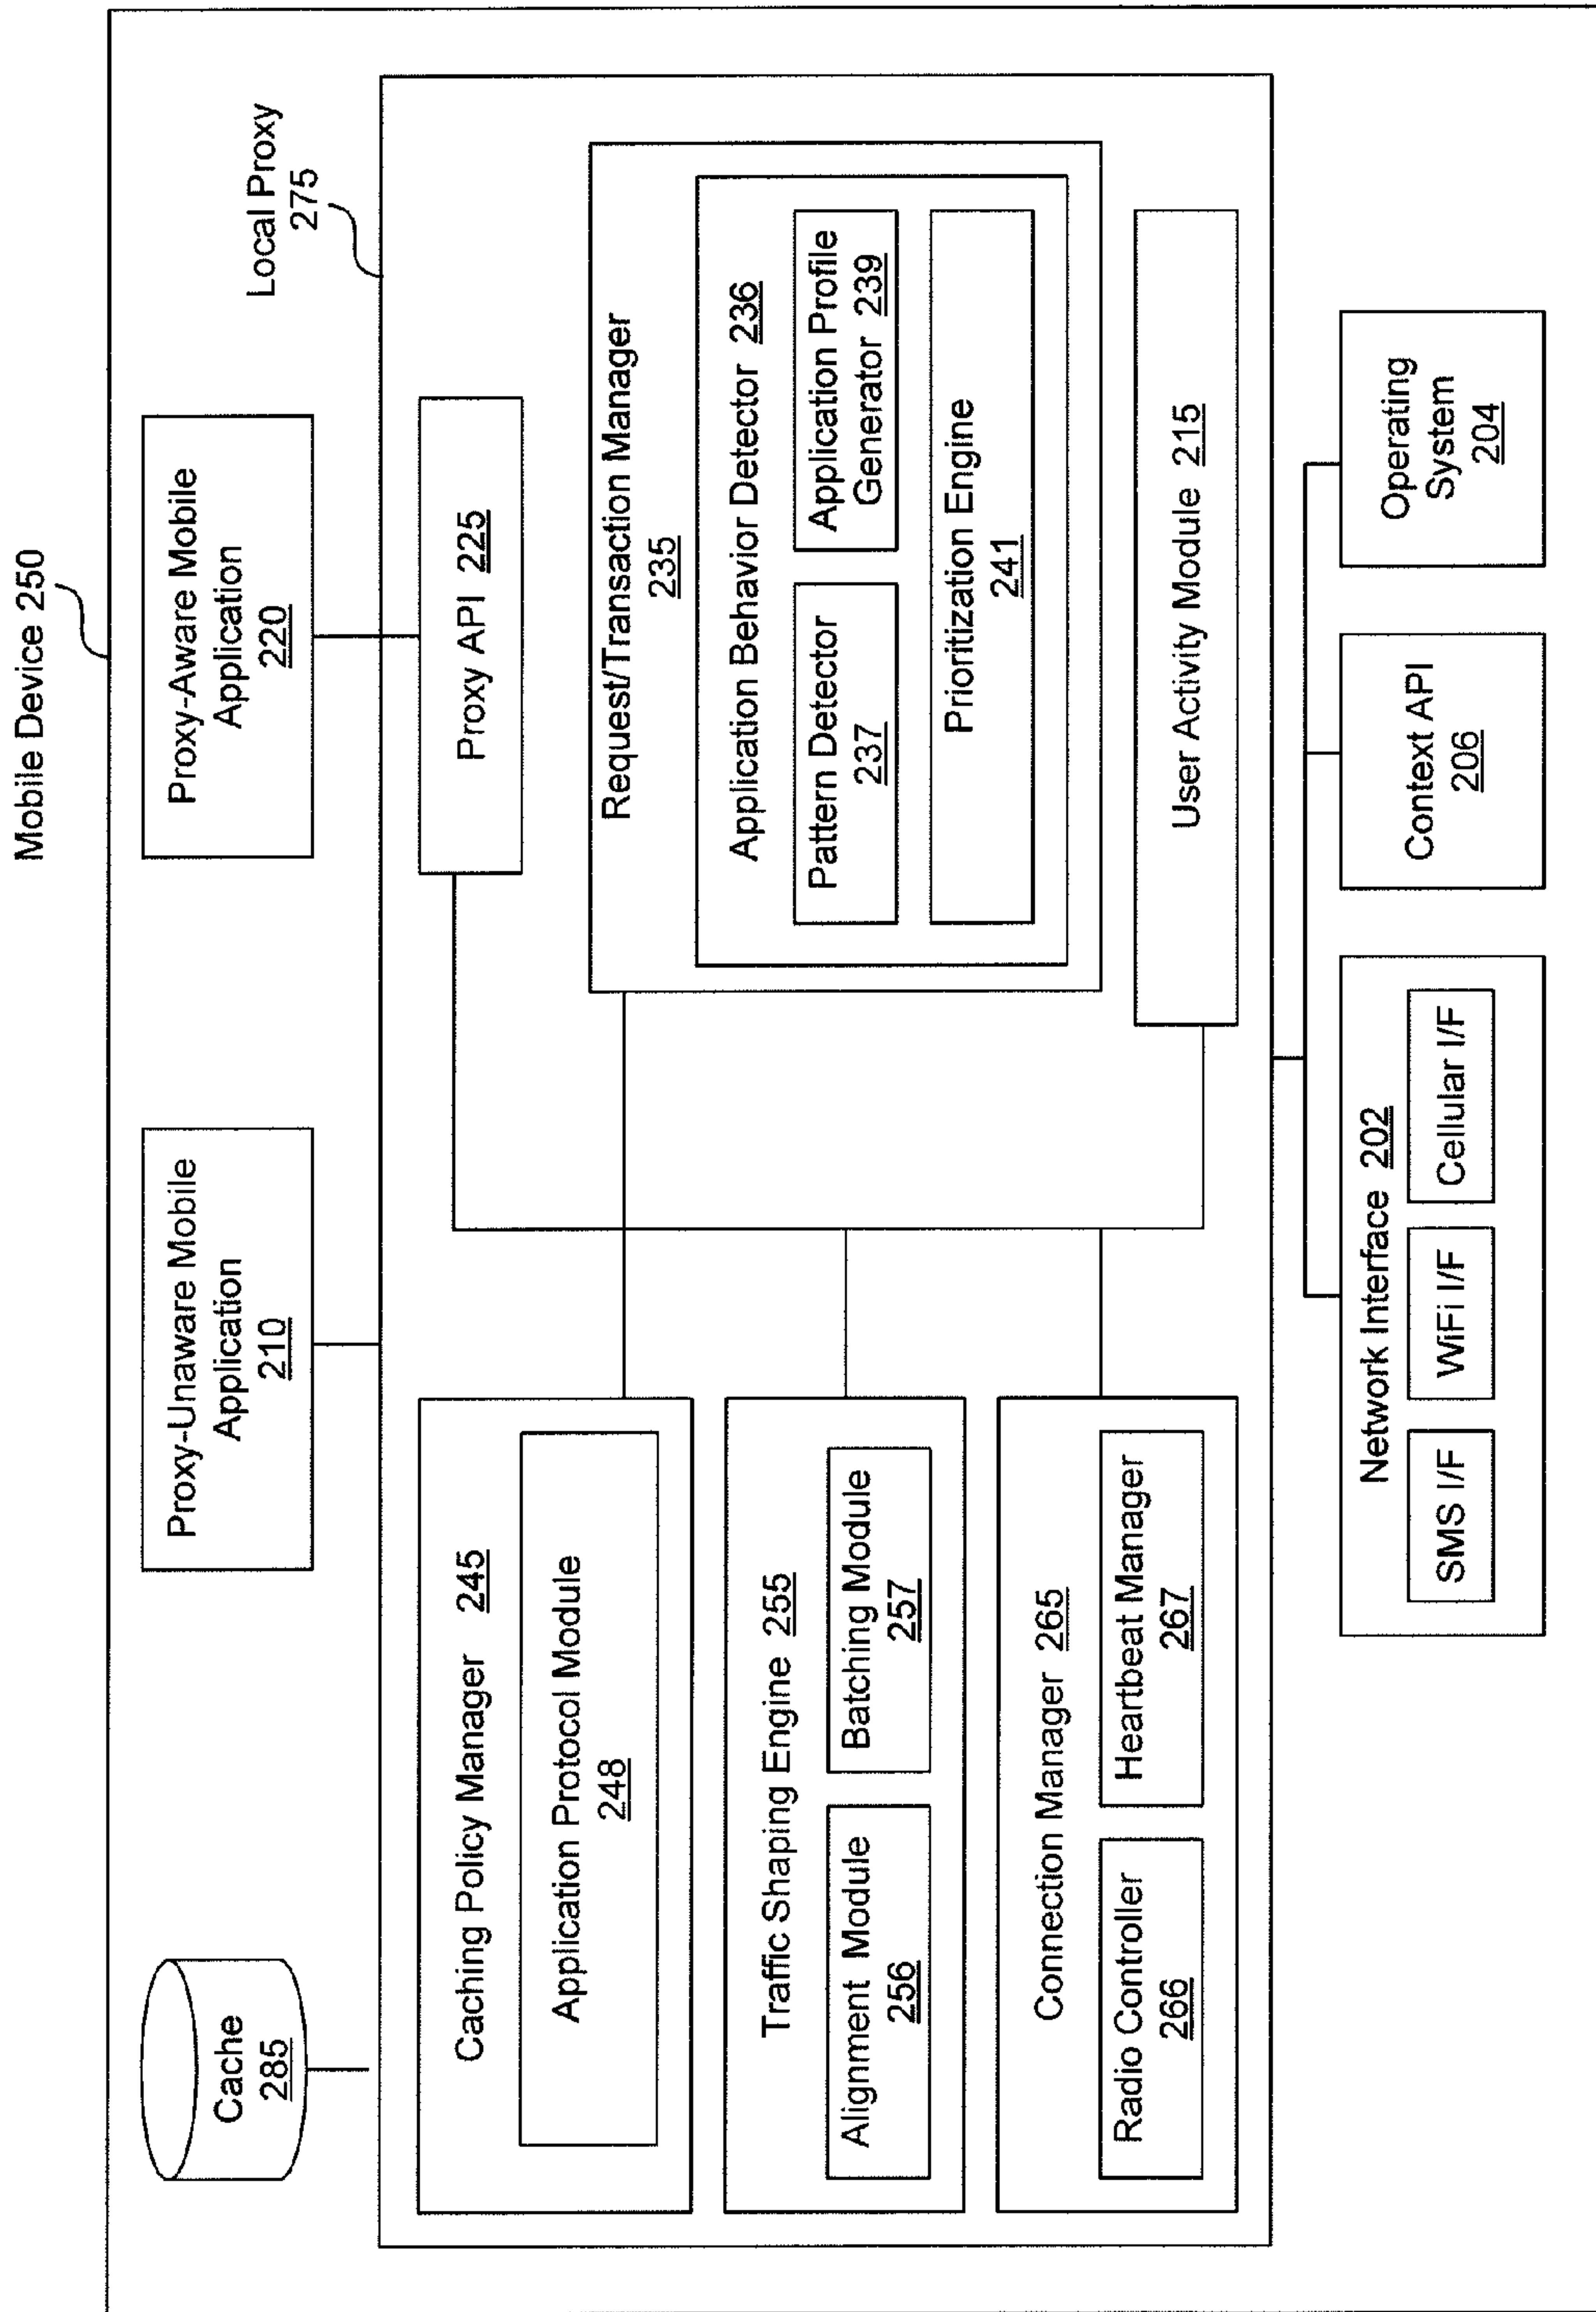 Mobile Device 250
Local Proxy
275
Cache
285
Proxy-Unaware Mobile
Application
210
Proxy-Aware Mobile
Application
220
Proxy API 225
Caching Policy Manager 245
Application Protocol Module
248
Traffic Shaping Engine 255
Alignment Module
256
Batching Module
257
Connection Manager 265
Radio Controller
266
Heartbeat Manager
267
Request/Transaction Manager
235
Application Behavior Detector 236
Pattern Detector
237
Application Profile
Generator 239
Prioritization Engine
241
User Activity Module 215
Network Interface 202
SMS I/F
WiFi I/F
Cellular I/F
Context API
206
Operating
System
204